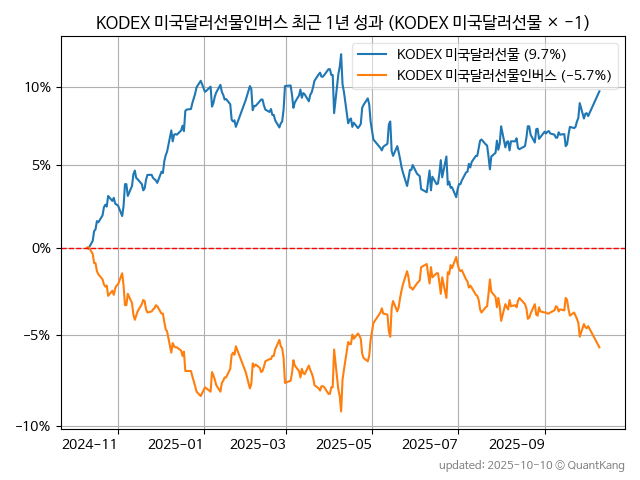 KODEX 미국달러선물인버스 최근 1년 성과 (KODEX 미국달러선물 × −1)
KODEX 미국달러선물 (9.7%)
KODEX 미국달러선물인버스 (−5.7%)
10%
5%
0%
−5%
−10%
2024−11 2025−01 2025−03 2025−05 2025−07 2025−09
updated: 2025-10-10 © QuantKang